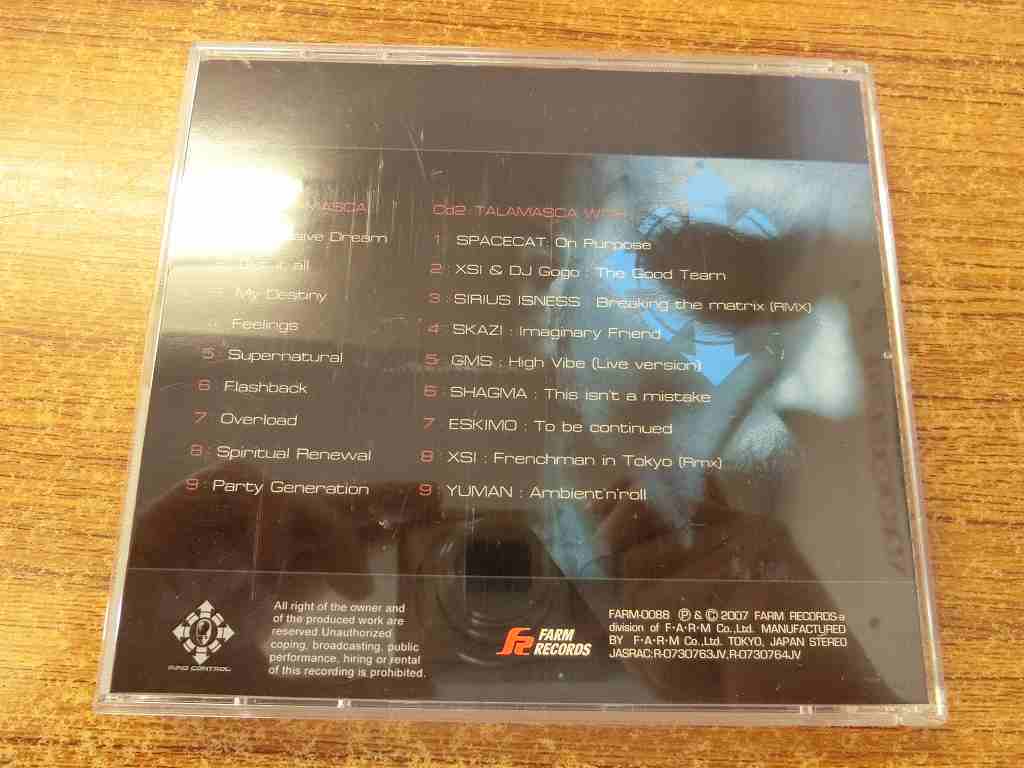 ASCA
Dream
all
My Destiny
Feelings
5 : Supernatural
6 : Flashback
7 : Overload
8 : Spiritual Renewal
9 : Party Generation
Cd2: TALAMASCA WITH
1 : SPACECAT: On Purpose
2 : XSI & DJ Gogo : The Good Team
3 : SIRIUS ISNESS : Breaking the matrix (RMX)
4 : SKAZI : Imaginary Friend
5 : GMS : High Vibe (Live version)
6 : SHAGMA : This isn't a mistake
7 : ESKIMO : To be continued
8 : XSI : Frenchman in Tokyo (Rmx)
9 : YUMAN : Ambient'n'roll
MIND CONTROL
All right of the owner and
of the produced work are
reserved.Unauthorized
coping, broadcasting, public
performance, hiring or rental
of this recording is prohibited.
FARM
RECORDS
FARM-0088 Ⓟ & © 2007 FARM RECORDS-a
division of F·A·R·M Co.,Ltd. MANUFACTURED
BY F·A·R·M Co.,Ltd. TOKYO, JAPAN STEREO
JASRAC:R-0730763JV,R-0730764JV